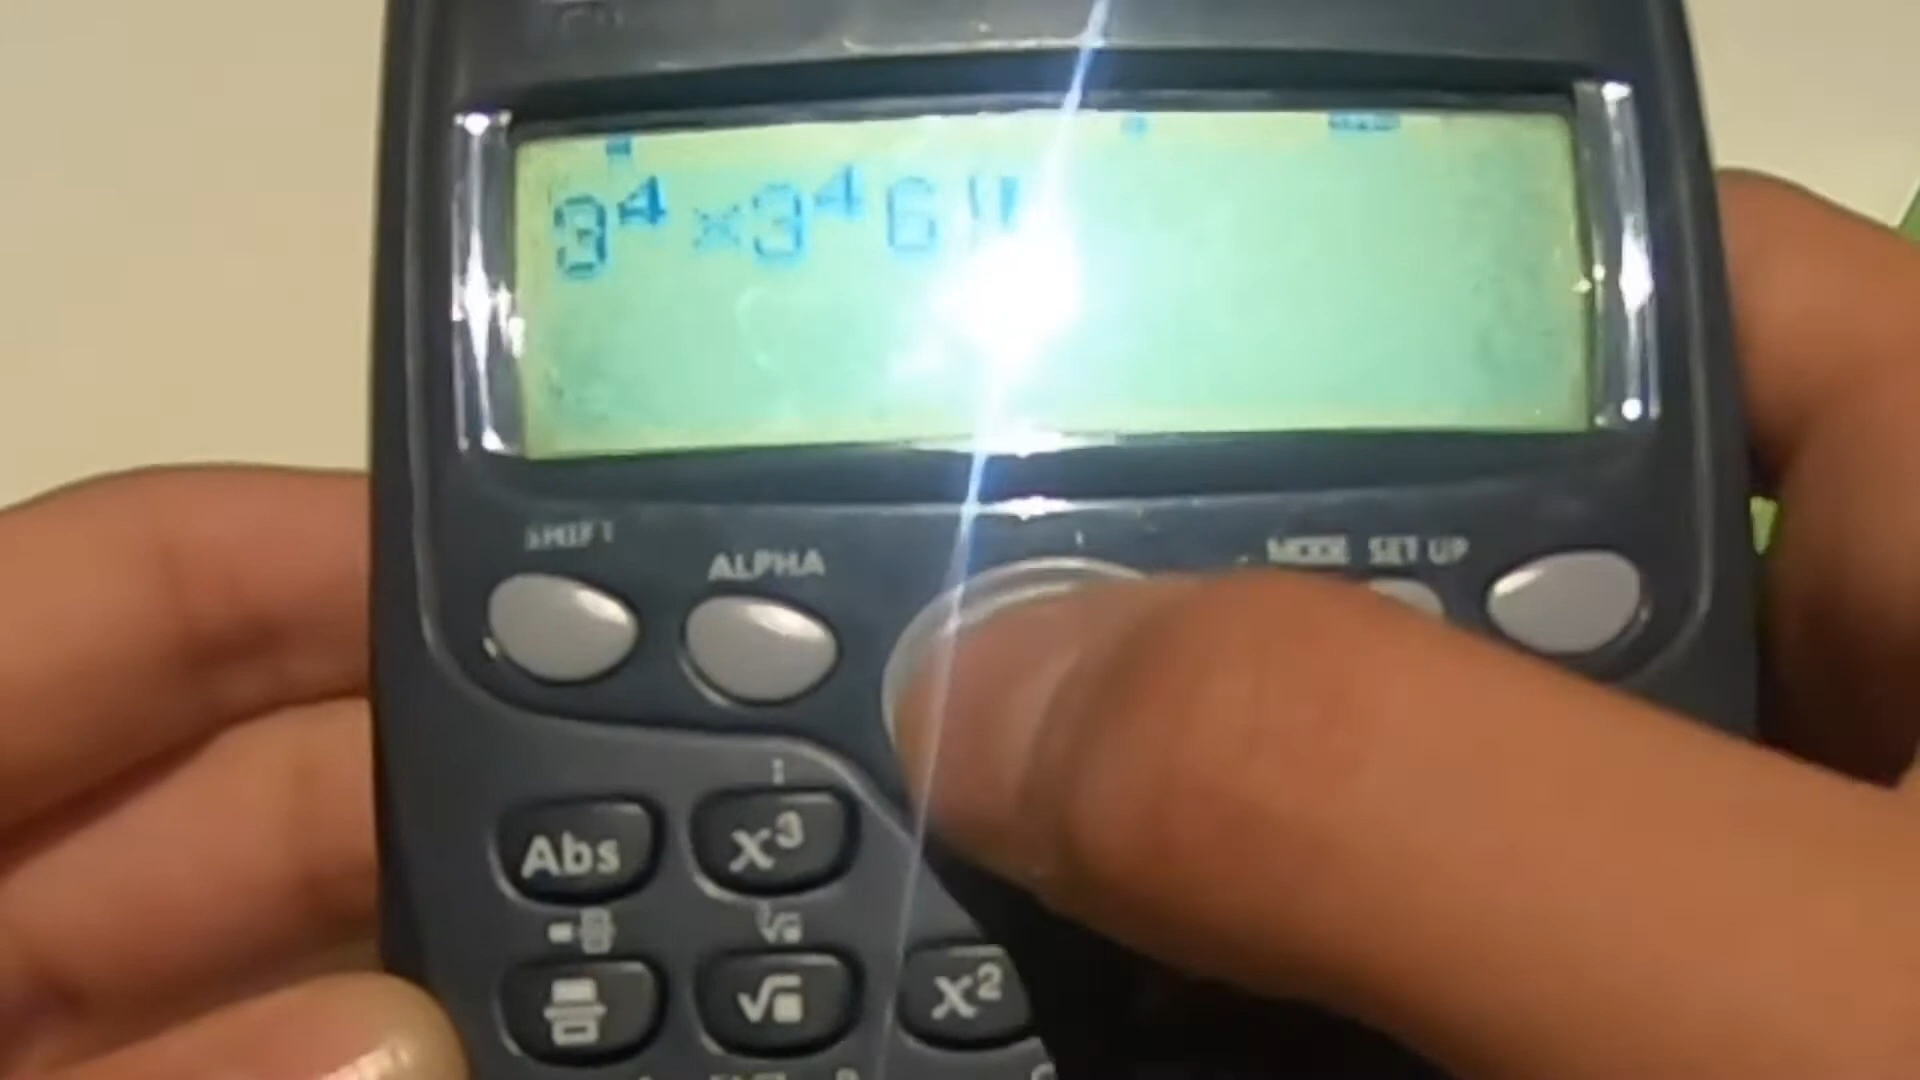 3⁴×3⁴6
SHIFT
ALPHA
MODE SET UP
Abs
x³
√
x²